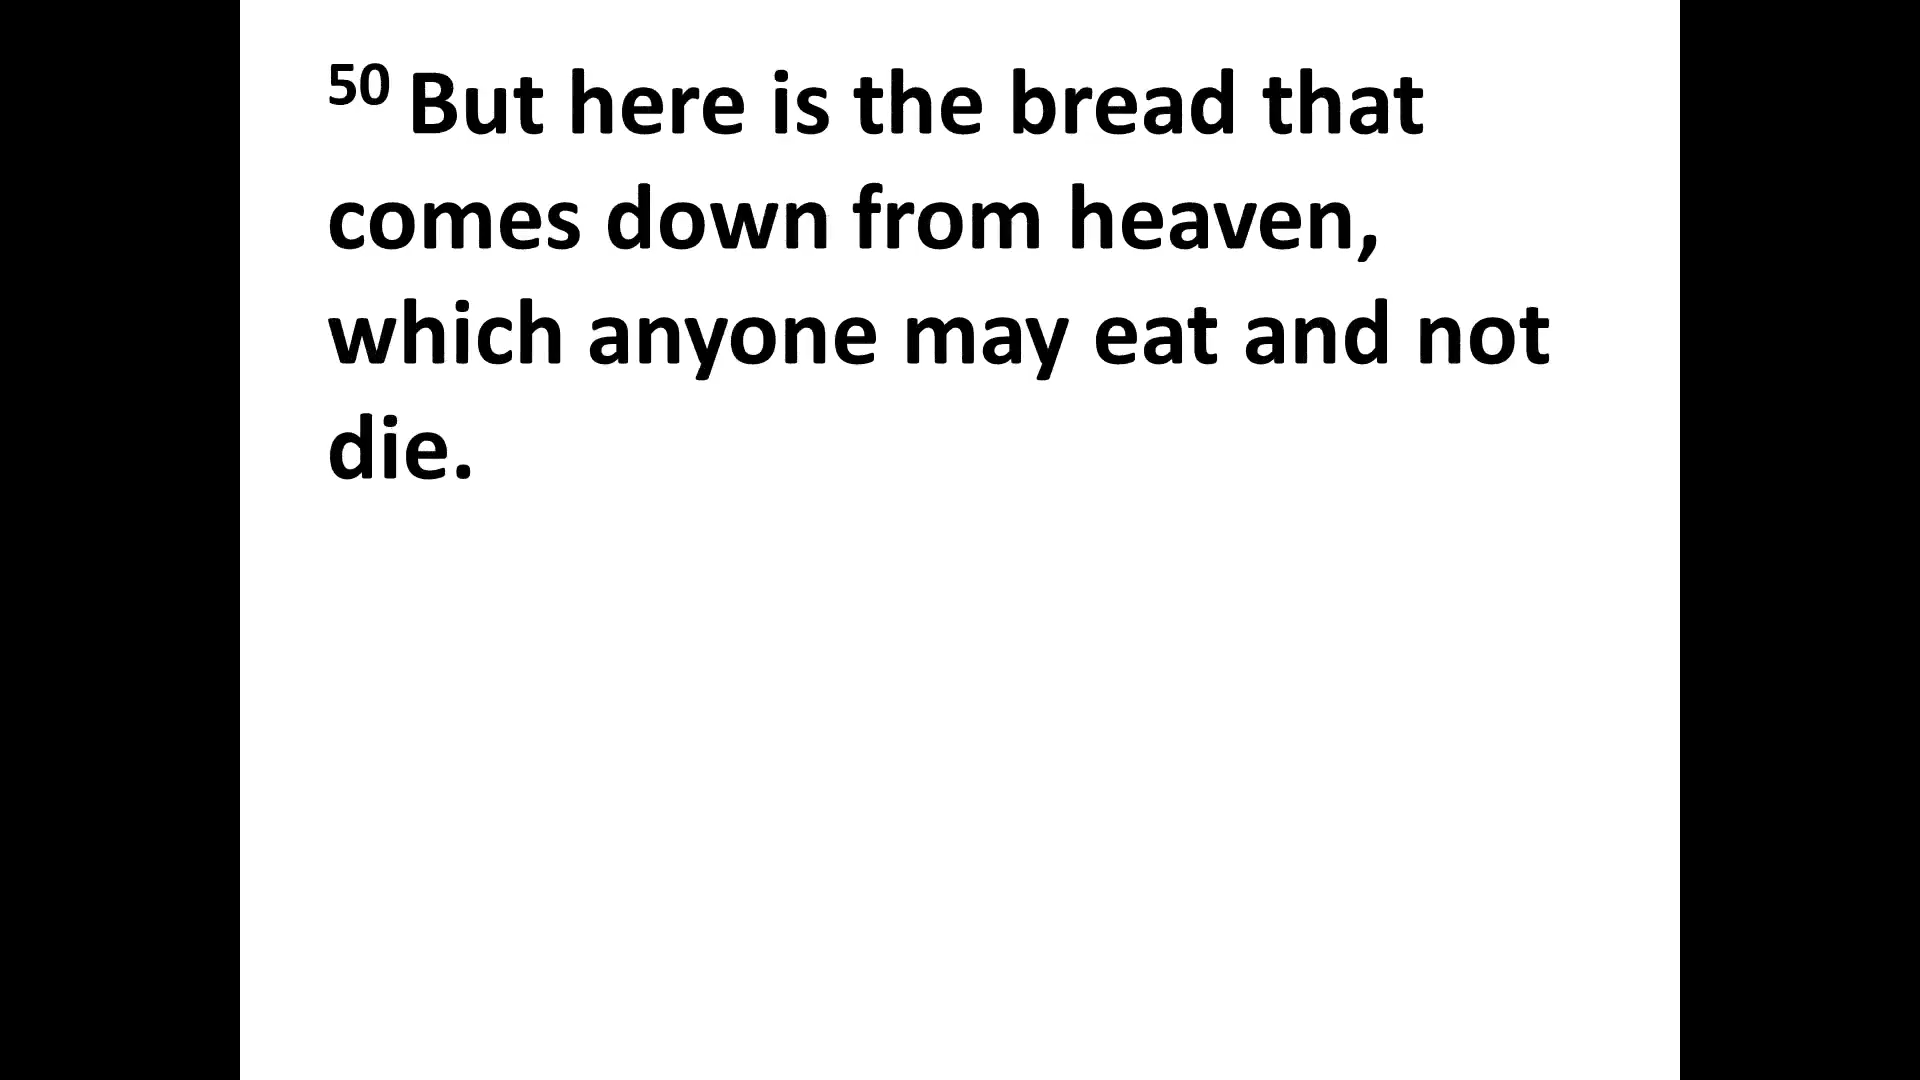 50 But here is the bread that
comes down from heaven,
which anyone may eat and not
die.